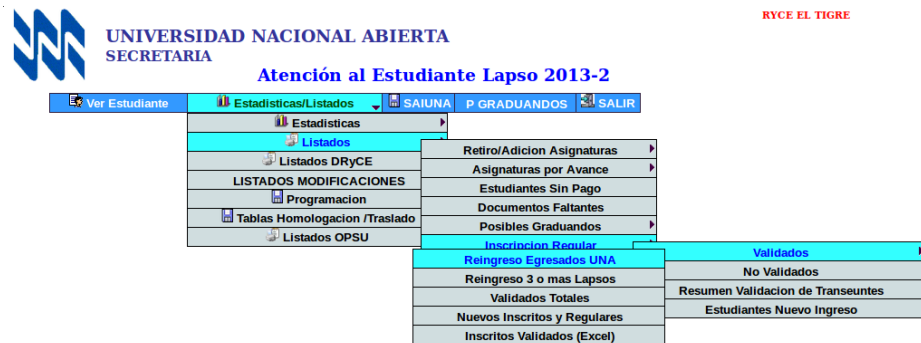 RYCE EL TIGRE
UNIVERSIDAD NACIONAL ABIERTA
SECRETARIA
Atención al Estudiante Lapso 2013-2
Ver Estudiante
Estadisticas/Listados
SAIUNA
P GRADUANDOS
SALIR
Estadisticas
Listados
Listados DRyCE
LISTADOS MODIFICACIONES
Programacion
Tablas Homologacion /Traslado
Listados OPSU
Retiro/Adicion Asignaturas
Asignaturas por Avance
Estudiantes Sin Pago
Documentos Faltantes
Posibles Graduandos
Inscripcion Regular
Validados
No Validados
Resumen Validacion de Transeuntes
Estudiantes Nuevo Ingreso
Reingreso Egresados UNA
Reingreso 3 o mas Lapsos
Validados Totales
Nuevos Inscritos y Regulares
Inscritos Validados (Excel)